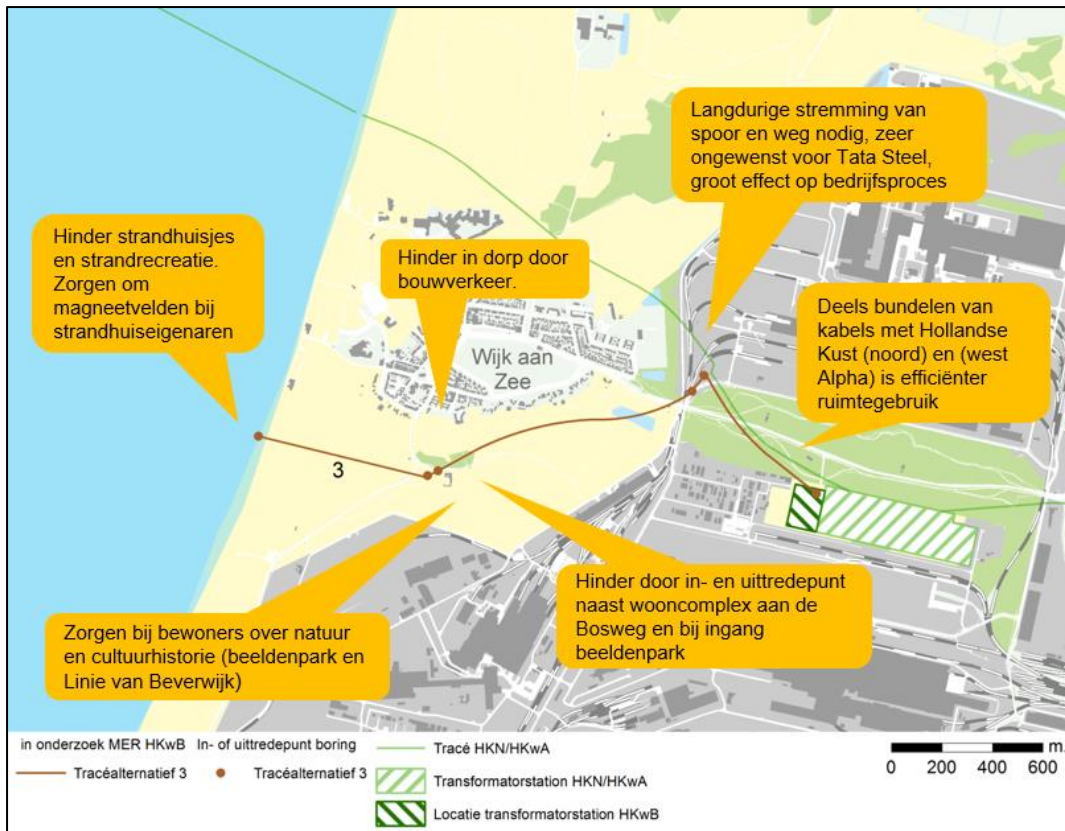 Langdurige stremming van
spoor en weg nodig, zeer
ongewenst voor Tata Steel,
groot effect op bedrijfsproces
Hinder strandhuisjes
en strandrecreatie.
Zorgen om
magneetvelden bij
strandhuiseigenaren
Hinder in dorp door
bouwverkeer.
Deels bundelen van
kabels met Hollandse
Kust (noord) en (west
Alpha) is efficiënter
ruimtegebruik
Wijk aan
Zee
3
Hinder door in- en uittredepunt
naast wooncomplex aan de
Bosweg en bij ingang
beeldenpark
Zorgen bij bewoners over natuur
en cultuurhistorie (beeldenpark en
Linie van Beverwijk)
in onderzoek MER HKwB In- of uittredepunt boring
Tracéalternatief 3
Tracéalternatief 3
Tracé HKN/HKwA
Transformatorstation HKN/HKwA
Locatie transformatorstation HKwB
m.
0 200 400 600